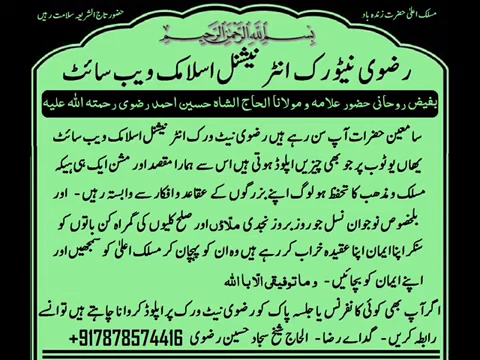 مسلک اعلیٰ حضرت زندہ باد
حضور تاج الشریعہ سلامت رہیں
بسم اللہ الرحمن الرحیم
رضوی نیٹورک انٹرنیشنل اسلامک ویب سائٹ
بفیض روحانی حضور علامہ و مولانا الحاج الشاہ حسین احمد رضوی رحمتہ اللہ علیہ
سامعین حضرات آپ سن رہے ہیں رضوی نیٹ ورک انٹرنیشنل اسلامک ویب سائٹ
یہاں یوٹوب پر جو بھی چیزیں اپلوڈ ہوتی ہیں اس سے ہمارا مقصد اور مشن ایک ہی ہیکہ
مسلک و مذہب کا تحفظ ہو لوگ اپنے بزرگوں کے عقاعد و افکار سے وابستہ رہیں - اور
بلخصوص نوجوان نسل جو روز بروز نجدی ملاؤں اور صلح کلیوں کی گمراہ کن باتوں کو
سنکر اپنا ایمان اپنا عقیدہ خراب کر رہے ہیں وہ ان کو پہچان کر مسلک اعلیٰ کو سمجھیں اور
اپنے ایمان کو بچائیں - وما توفیقی الا با اللہ
اگر آپ بھی کوئی کانفرنس یا جلسہ پاک کو رضوی نیٹ ورک پر اپلوڈ کروانا چاہتے ہیں تو انسے
رابطہ کریں - گدائے رضا - الحاج شیخ سجاد حسین رضوی 917878574416+